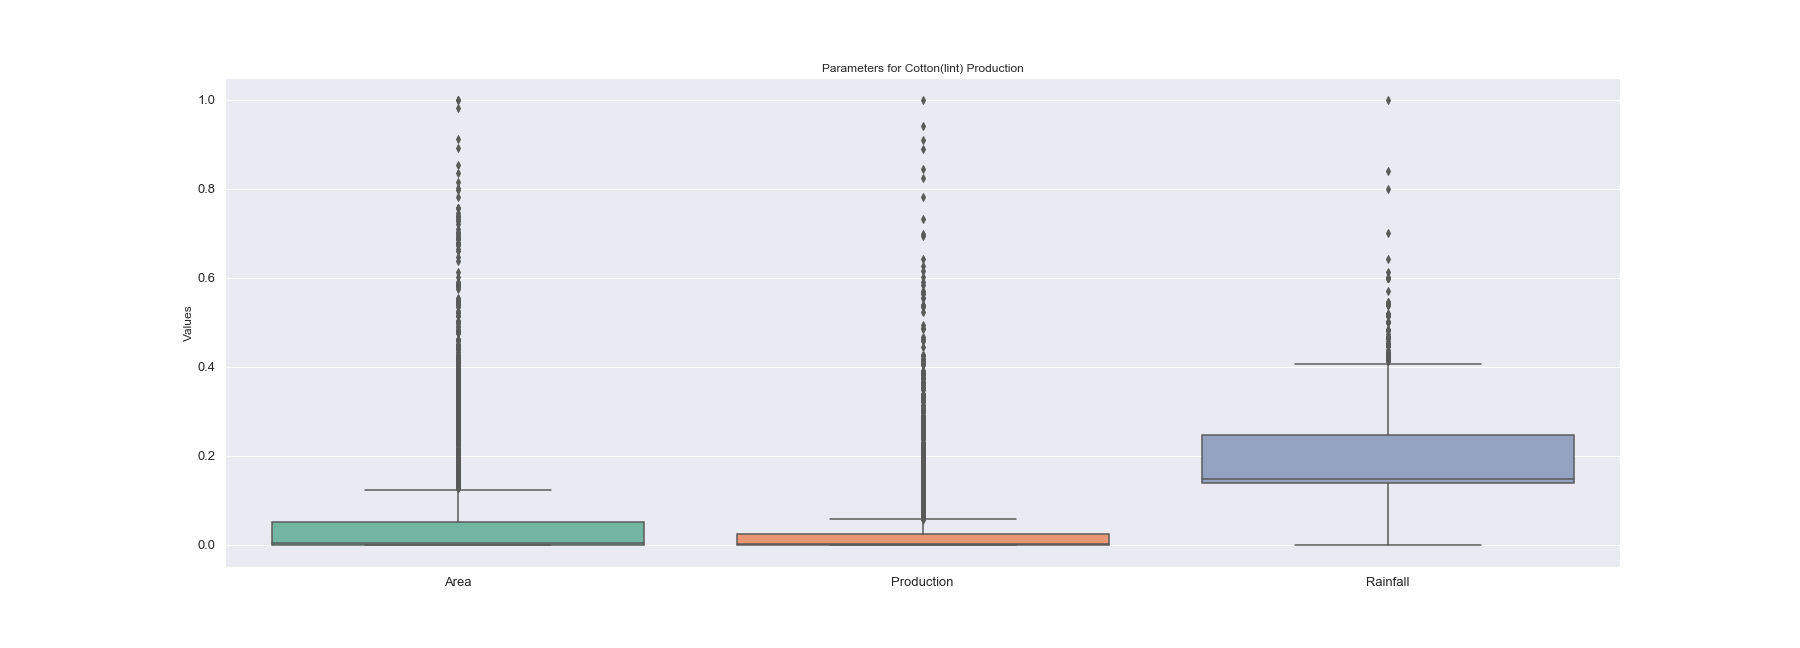 Parameters for Cotton(lint) Production
1.0
0.8
0.6
0.4
0.2
0.0
Values
Area
Production
Rainfall